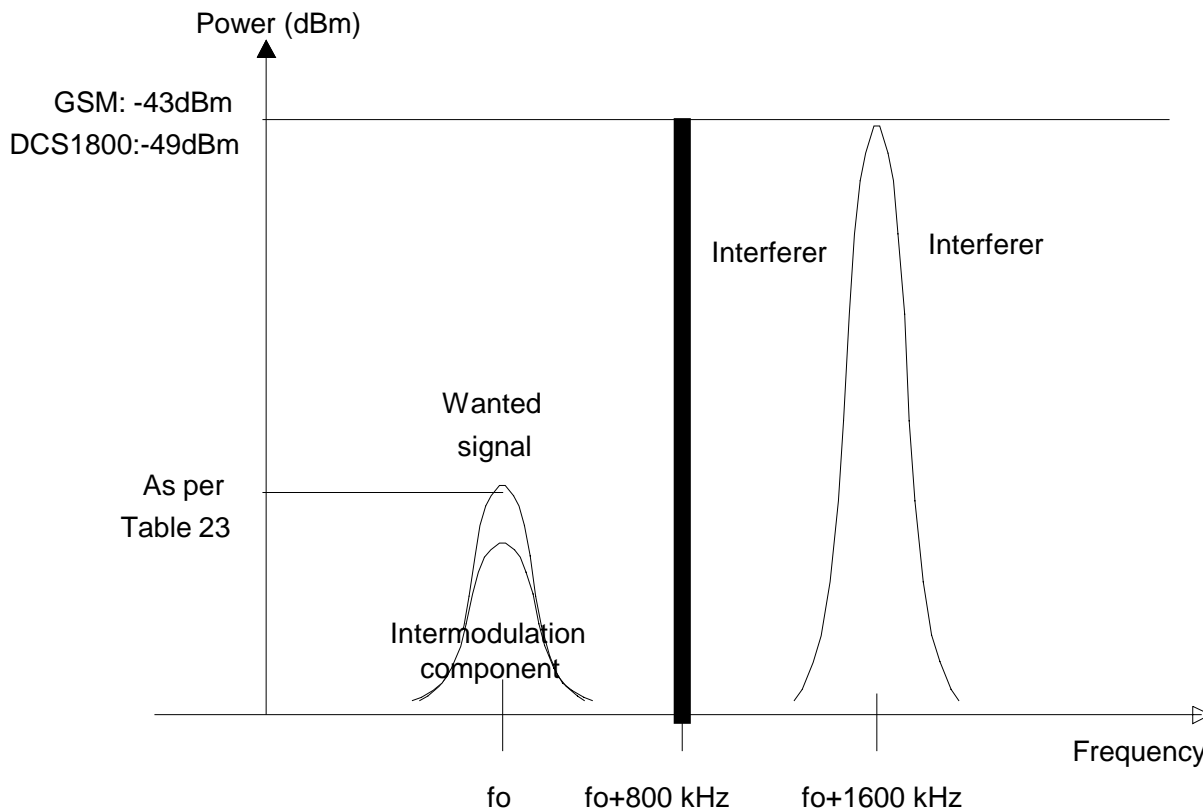 Power (dBm)
GSM: -43dBm
DCS1800:-49dBm
Interferer
Interferer
Wanted
signal
As per
Table 23
Intermodulation
component
Frequency
fo
fo+800 kHz
fo+1600 kHz